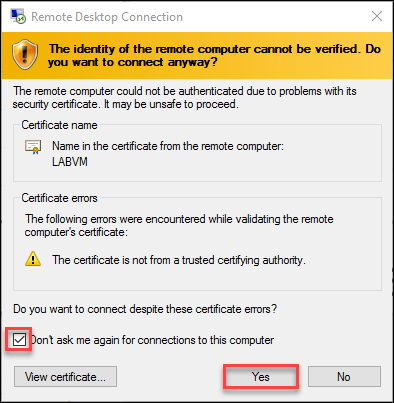 Remote Desktop Connection
The identity of the remote computer cannot be verified. Do
you want to connect anyway?
The remote computer could not be authenticated due to problems with its
security certificate. It may be unsafe to proceed.
Certificate name
Name in the certificate from the remote computer:
LABVM
Certificate errors
The following errors were encountered while validating the remote
computer's certificate:
The certificate is not from a trusted certifying authority.
Do you want to connect despite these certificate errors?
Don't ask me again for connections to this computer
View certificate... Yes No